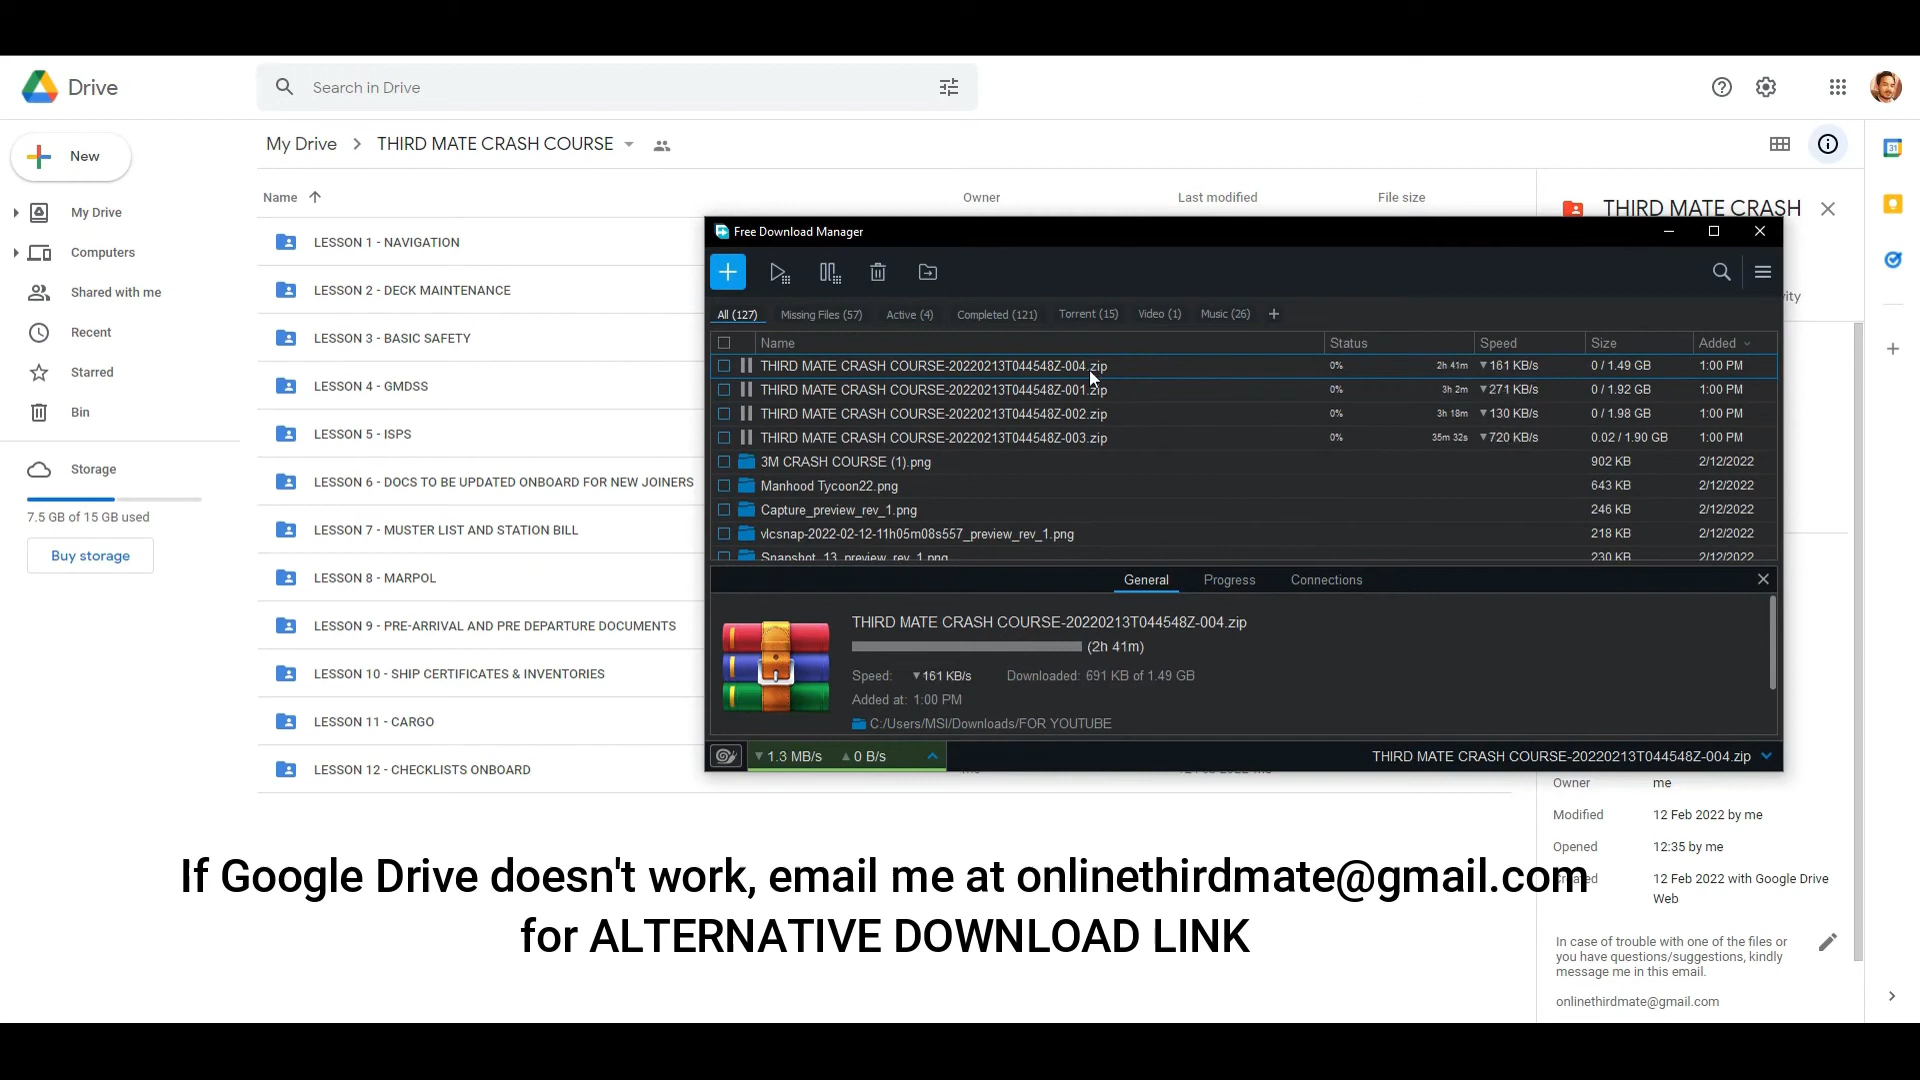 Drive
Search in Drive
New
My Drive
Computers
Shared with me
Recent
Starred
Bin
Storage
7.5 GB of 15 GB used
Buy storage
My Drive THIRD MATE CRASH COURSE
Name Owner Last modified File size
LESSON 1 - NAVIGATION
LESSON 2 - DECK MAINTENANCE
LESSON 3 - BASIC SAFETY
LESSON 4 - GMDSS
LESSON 5 - ISPS
LESSON 6 - DOCS TO BE UPDATED ONBOARD FOR NEW JOINERS
LESSON 7 - MUSTER LIST AND STATION BILL
LESSON 8 - MARPOL
LESSON 9 - PRE-ARRIVAL AND PRE DEPARTURE DOCUMENTS
LESSON 10 - SHIP CERTIFICATES & INVENTORIES
LESSON 11 - CARGO
LESSON 12 - CHECKLISTS ONBOARD
THIRD MATE CRASH
31
Free Download Manager
All (127) Missing Files (57) Active (4) Completed (121) Torrent (15) Video (1) Music (26)
Name Status Speed Size Added
THIRD MATE CRASH COURSE-20220213T044548Z-004.zip 0% 2h 41m 161 KB/s 0 / 1.49 GB 1:00 PM
THIRD MATE CRASH COURSE-20220213T044548Z-001.zip 0% 3h 2m 271 KB/s 0 / 1.92 GB 1:00 PM
THIRD MATE CRASH COURSE-20220213T044548Z-002.zip 0% 3h 18m 130 KB/s 0 / 1.98 GB 1:00 PM
THIRD MATE CRASH COURSE-20220213T044548Z-003.zip 0% 35m 32s 720 KB/s 0.02 / 1.90 GB 1:00 PM
3M CRASH COURSE (1).png 902 KB 2/12/2022
Manhood Tycoon22.png 643 KB 2/12/2022
Capture_preview_rev_1.png 246 KB 2/12/2022
vlcsnap-2022-02-12-11h05m08s557_preview_rev_1.png 218 KB 2/12/2022
Snapshot_13_preview_rev_1.png 230 KB 2/12/2022
General Progress Connections
THIRD MATE CRASH COURSE-20220213T044548Z-004.zip
(2h 41m)
Speed: 161 KB/s Downloaded: 691 KB of 1.49 GB
Added at: 1:00 PM
C:/Users/MSI/Downloads/FOR YOUTUBE
1.3 MB/s 0 B/s THIRD MATE CRASH COURSE-20220213T044548Z-004.zip
Owner me
Modified 12 Feb 2022 by me
Opened 12:35 by me
12 Feb 2022 with Google Drive
Web
In case of trouble with one of the files or
you have questions/suggestions, kindly
message me in this email.
onlinethirdmate@gmail.com
If Google Drive doesn't work, email me at onlinethirdmate@gmail.com
for ALTERNATIVE DOWNLOAD LINK